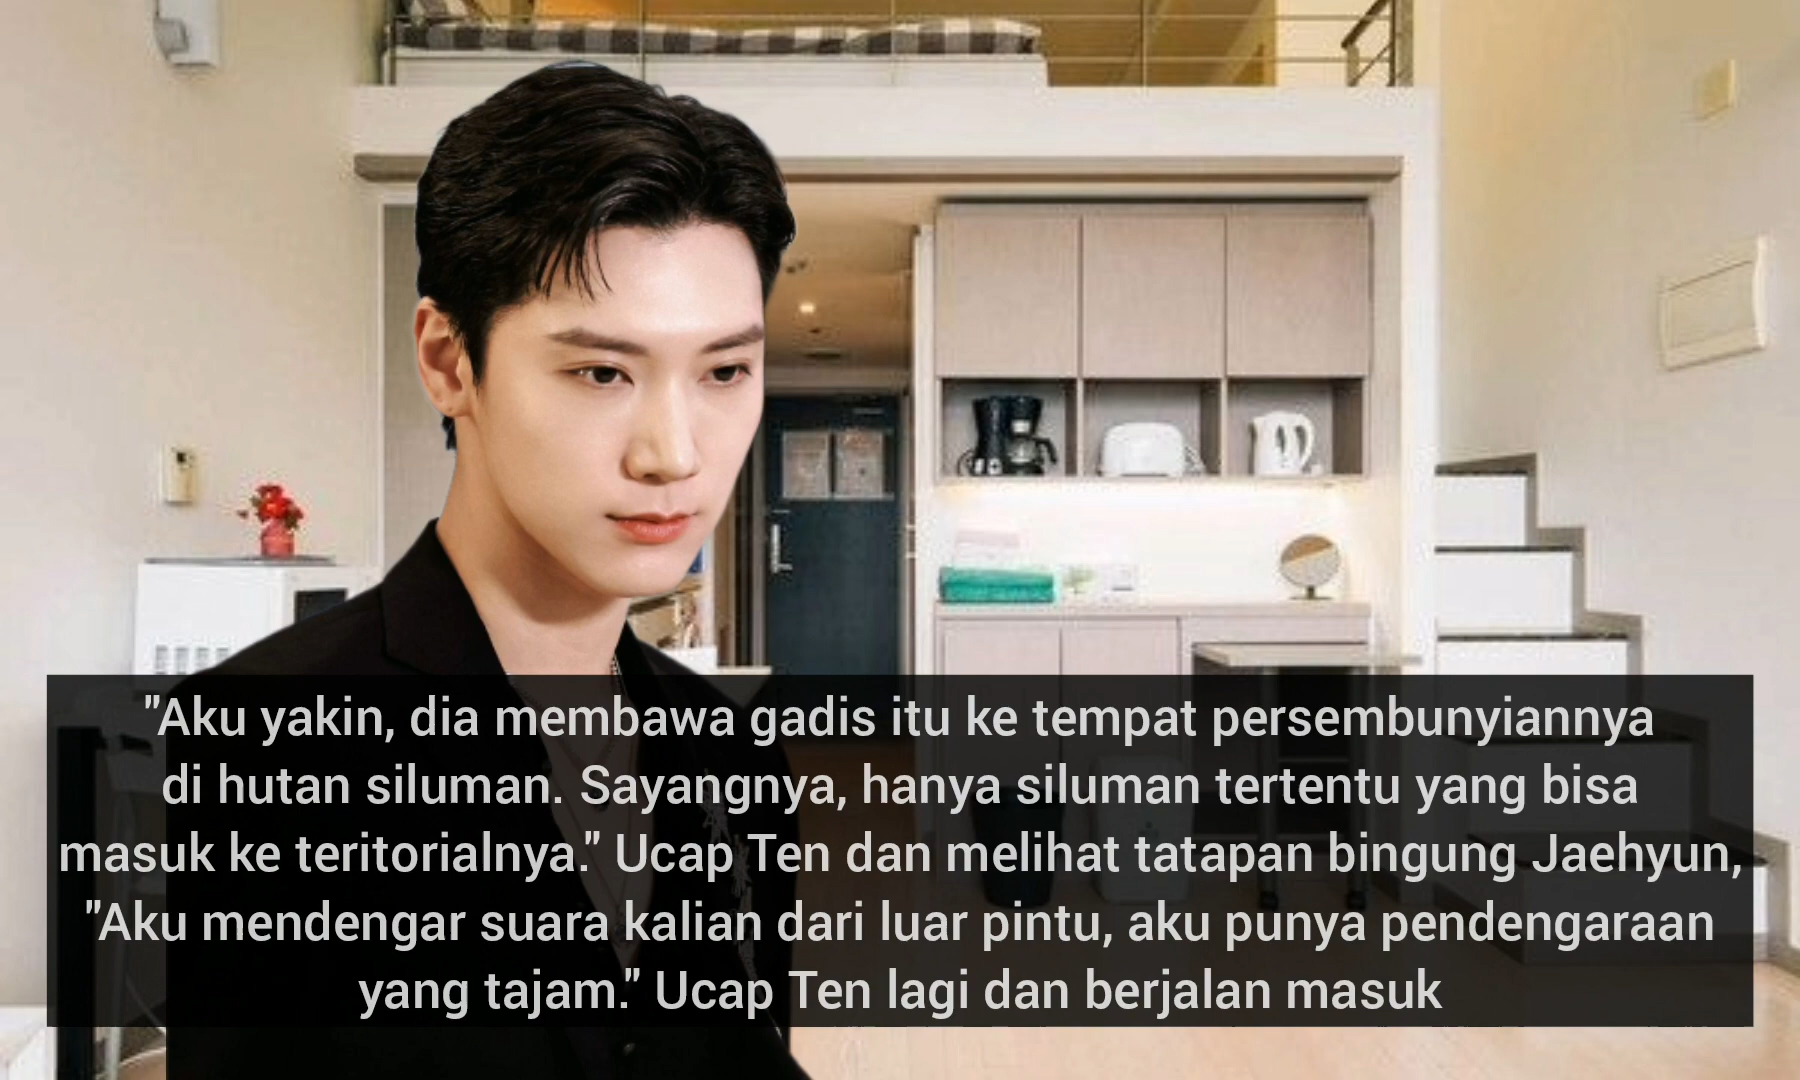 "Aku yakin, dia membawa gadis itu ke tempat persembunyiannya
di hutan siluman. Sayangnya, hanya siluman tertentu yang bisa
masuk ke teritorialnya." Ucap Ten dan melihat tatapan bingung Jaehyun,
"Aku mendengar suara kalian dari luar pintu, aku punya pendengaraan
yang tajam." Ucap Ten lagi dan berjalan masuk